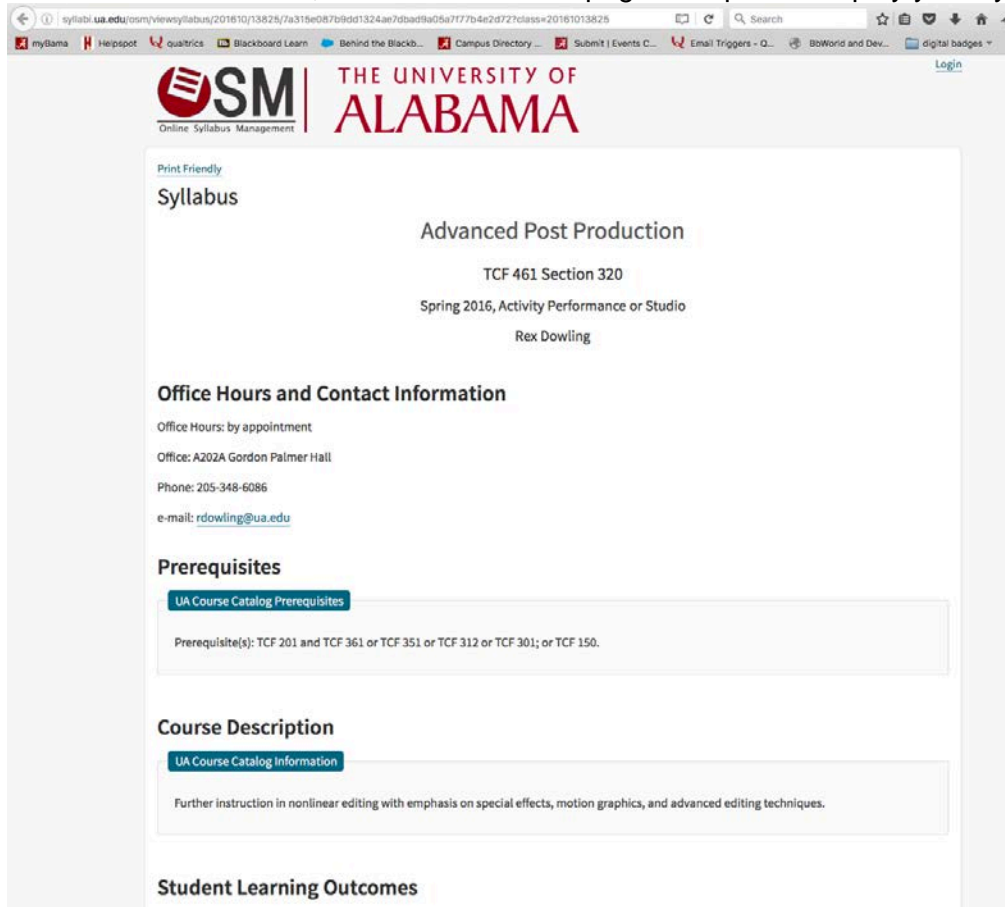 syllabi.ua.edu/osm/viewsyllabus/201610/13825/7a315e087b9dd1324ae7dbad9a05a7f77b4e2d72?class=20161013825
Search
myBama Helpspot qualtrics Blackboard Learn Behind the Blackb... Campus Directory ... Submit | Events C... Email Triggers - Q... BbWorld and Dev... digital badges
Login
OSM
Online Syllabus Management
THE UNIVERSITY OF
ALABAMA
Print Friendly
Syllabus
Advanced Post Production
TCF 461 Section 320
Spring 2016, Activity Performance or Studio
Rex Dowling
Office Hours and Contact Information
Office Hours: by appointment
Office: A202A Gordon Palmer Hall
Phone: 205-348-6086
e-mail: rdowling@ua.edu
Prerequisites
UA Course Catalog Prerequisites
Prerequisite(s): TCF 201 and TCF 361 or TCF 351 or TCF 312 or TCF 301; or TCF 150.
Course Description
UA Course Catalog Information
Further instruction in nonlinear editing with emphasis on special effects, motion graphics, and advanced editing techniques.
Student Learning Outcomes